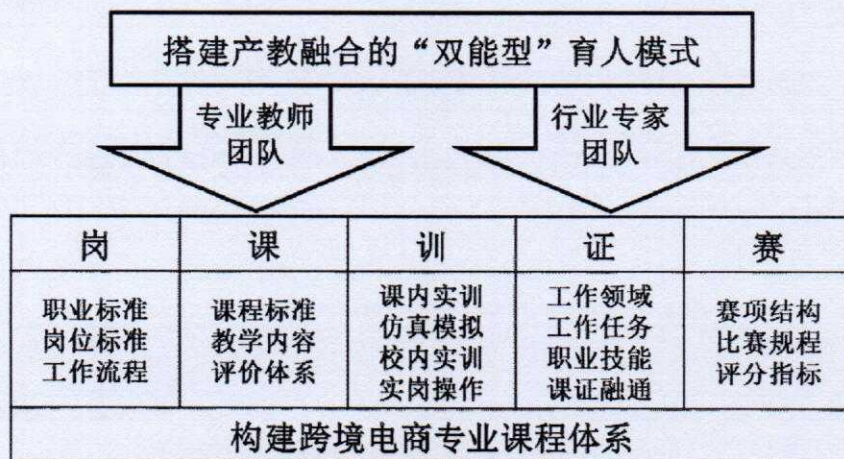 搭建产教融合的“双能型”育人模式
专业教师
团队
行业专家
团队
岗
课
训
证
赛
职业标准
岗位标准
工作流程
课程标准
教学内容
评价体系
课内实训
仿真模拟
校内实训
实岗操作
工作领域
工作任务
职业技能
课证融通
赛项结构
比赛规程
评分指标
构建跨境电商专业课程体系